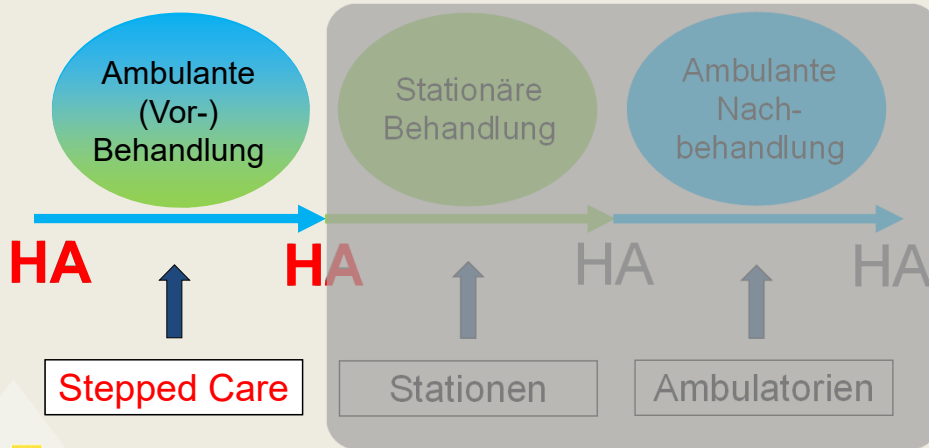 Ambulante
(Vor-)
Behandlung
Stationäre
Behandlung
Ambulante
Nach-
behandlung
HA
HA
HA
HA
Stepped Care
Stationen
Ambulatorien